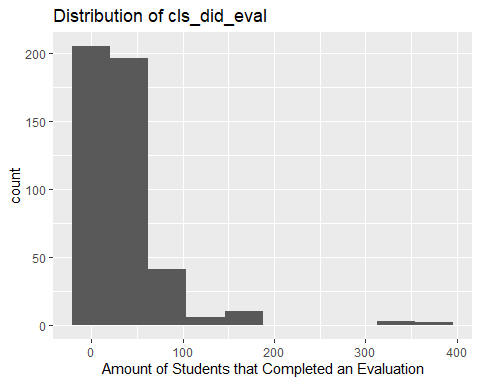 Distribution of cls_did_eval
200
150
100
50
0
count
0 100 200 300 400
Amount of Students that Completed an Evaluation